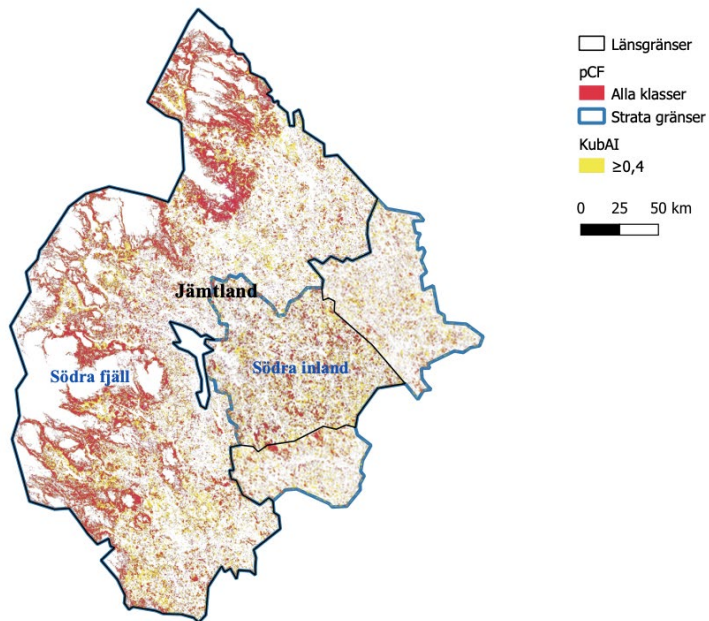 Länsgränser
pCF
Alla klasser
Strata gränser
KubAI
≥0,4
0 25 50 km
Jämtland
Södra fjäll
Södra inland